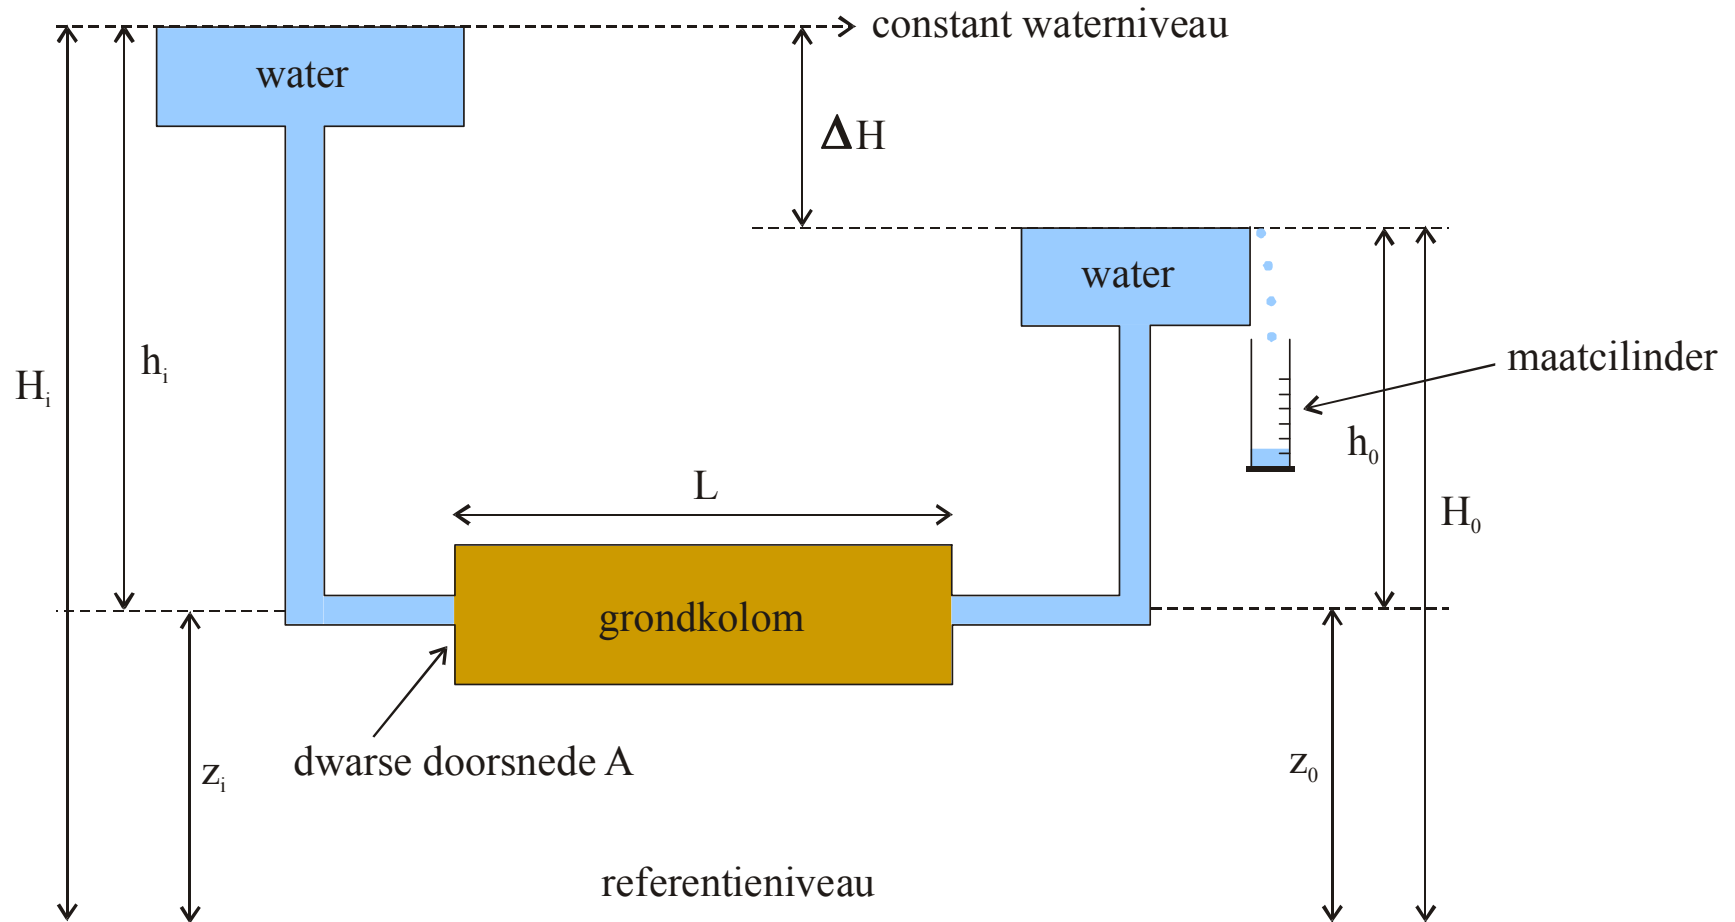 constant waterniveau
water
ΔH
water
hᵢ
Hᵢ
maatcilinder
h₀
L
H₀
grondkolom
dwarse doorsnede A
zᵢ
z₀
referentieniveau